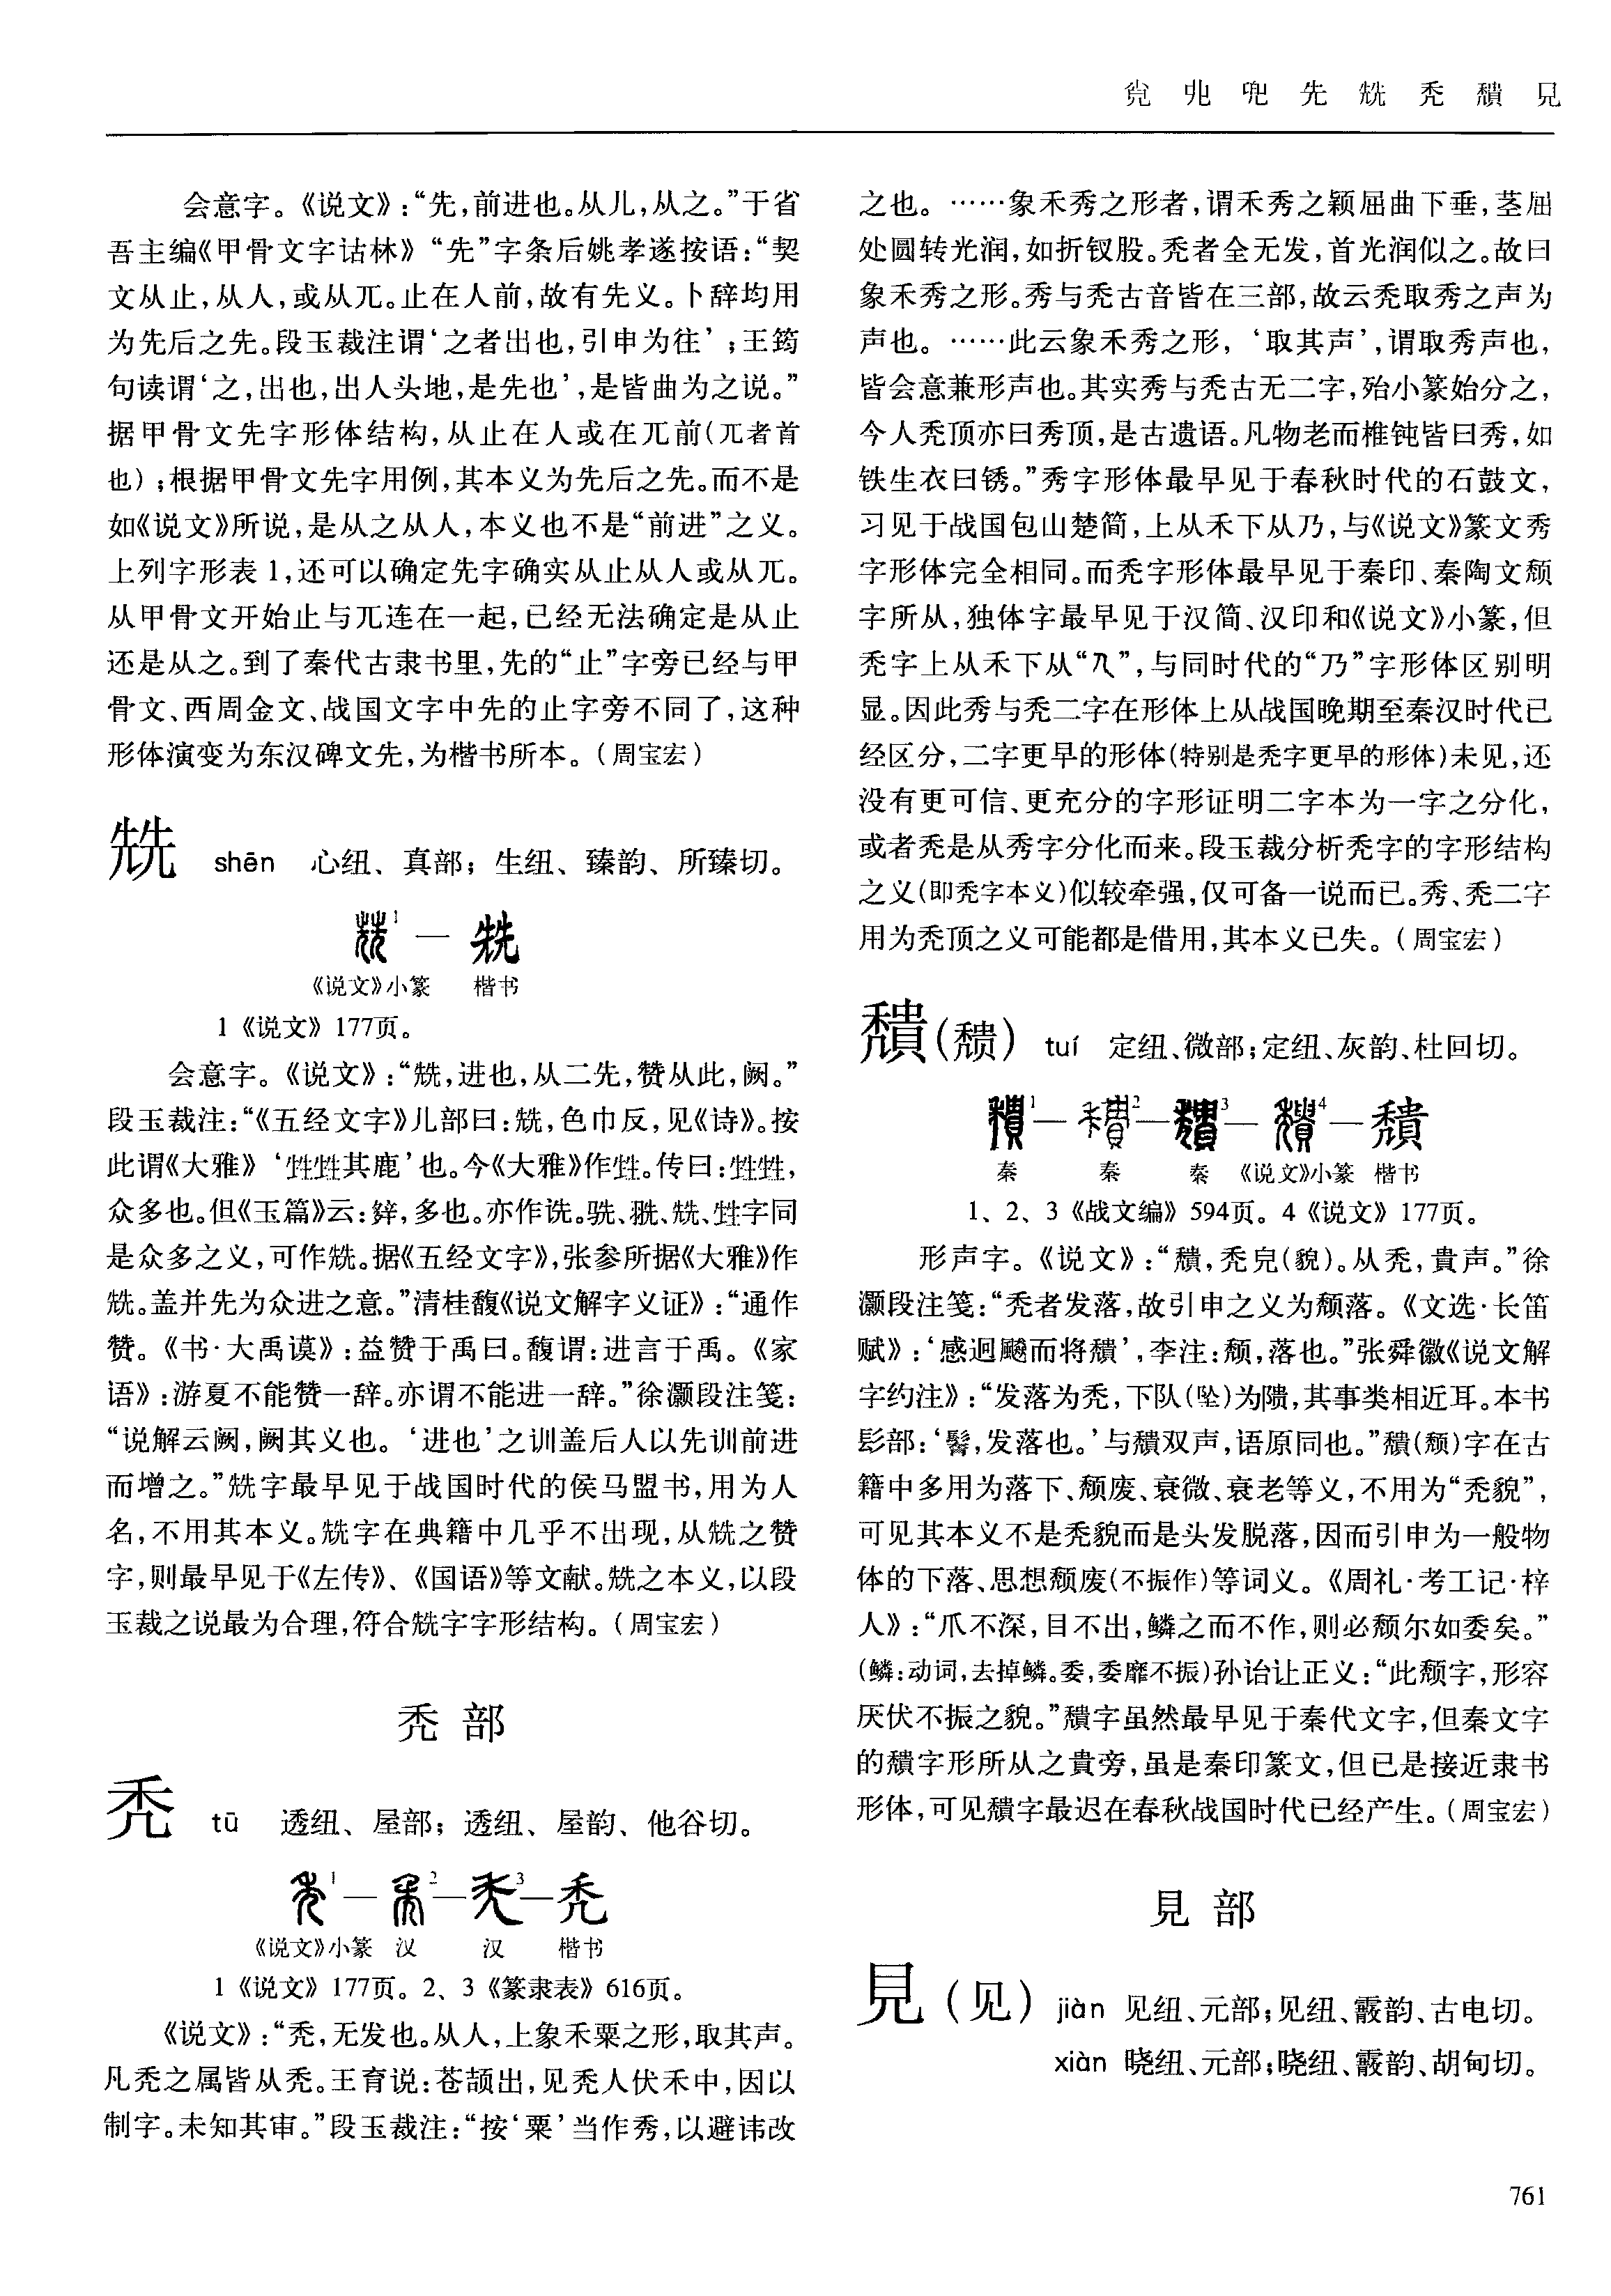 皃 𠑹 兜 先 兟 秃 穨 見
会意字。《说文》:“先,前进也。从儿,从之。”于省
吾主编《甲骨文字诂林》“先”字条后姚孝遂按语:“契
文从止,从人,或从兀。止在人前,故有先义。卜辞均用
为先后之先。段玉裁注谓‘之者出也,引申为往’;王筠
句读谓‘之,出也,出人头地,是先也’,是皆曲为之说。”
据甲骨文先字形体结构,从止在人或在兀前(兀者首
也);根据甲骨文先字用例,其本义为先后之先。而不是
如《说文》所说,是从之从人,本义也不是“前进”之义。
上列字形表1,还可以确定先字确实从止从人或从兀。
从甲骨文开始止与兀连在一起,已经无法确定是从止
还是从之。到了秦代古隶书里,先的“止”字旁已经与甲
骨文、西周金文、战国文字中先的止字旁不同了,这种
形体演变为东汉碑文先,为楷书所本。(周宝宏)
兟 shēn 心纽、真部;生纽、臻韵、所臻切。
兟1—兟
《说文》小篆 楷书
1《说文》177页。
会意字。《说文》:“兟,进也,从二先,赞从此,阙。”
段玉裁注:“《五经文字》儿部曰:兟,色巾反,见《诗》。按
此谓《大雅》‘甡甡其鹿’也。今《大雅》作甡。传曰:甡甡,
众多也。但《玉篇》云:𨐔,多也。亦作诜。駪、兟、甡字同
是众多之义,可作兟。据《五经文字》,张参所据《大雅》作
兟。盖并先为众进之意。”清桂馥《说文解字义证》:“通作
赞。《书·大禹谟》:益赞于禹曰。馥谓:进言于禹。《家
语》:游夏不能赞一辞。亦谓不能进一辞。”徐灏段注笺:
“说解云阙,阙其义也。‘进也’之训盖后人以先训前进
而增之。”兟字最早见于战国时代的侯马盟书,用为人
名,不用其本义。兟字在典籍中几乎不出现,从兟之赞
字,则最早见于《左传》、《国语》等文献。兟之本义,以段
玉裁之说最为合理,符合兟字字形结构。(周宝宏)
秃 部
秃 tū 透纽、屋部;透纽、屋韵、他谷切。
秃1—秃2—秃3—秃
《说文》小篆 汉 汉 楷书
1《说文》177页。2、3《篆隶表》616页。
《说文》:“秃,无发也。从人,上象禾粟之形,取其声。
凡秃之属皆从秃。王育说:苍颉出,见秃人伏禾中,因以
制字。未知其审。”段玉裁注:“按‘粟’当作秀,以避讳改
之也。……象禾秀之形者,谓禾秀之颖屈曲下垂,茎屈
处圆转光润,如折钗股。秃者全无发,首光润似之。故曰
象禾秀之形。秀与秃古音皆在三部,故云秃取秀之声为
声也。……此云象禾秀之形,‘取其声’,谓取秀声也,
皆会意兼形声也。其实秀与秃古无二字,殆小篆始分之,
今人秃顶亦曰秀顶,是古遗语。凡物老而椎钝皆曰秀,如
铁生衣曰锈。”秀字形体最早见于春秋时代的石鼓文,
习见于战国包山楚简,上从禾下从乃,与《说文》篆文秀
字形体完全相同。而秃字形体最早见于秦印、秦陶文颓
字所从,独体字最早见于汉简、汉印和《说文》小篆,但
秃字上从禾下从“”,与同时代的“乃”字形体区别明
显。因此秀与秃二字在形体上从战国晚期至秦汉时代已
经区分,二字更早的形体(特别是秃字更早的形体)未见,还
没有更可信、更充分的字形证明二字本为一字之分化,
或者秃是从秀字分化而来。段玉裁分析秃字的字形结构
之义(即秃字本义)似较牵强,仅可备一说而已。秀、秃二字
用为秃顶之义可能都是借用,其本义已失。(周宝宏)
穨(颓) tuí 定纽、微部;定纽、灰韵、杜回切。
穨1—穨2—穨3—穨4—穨
秦 秦 秦 《说文》小篆 楷书
1、2、3《战文编》594页。4《说文》177页。
形声字。《说文》:“穨,秃皃(貌)。从秃,貴声。”徐
灏段注笺:“秃者发落,故引申之义为颓落。《文选·长笛
赋》:‘感迥飚而将穨’,李注:颓,落也。”张舜徽《说文解
字约注》:“发落为秃,下队(坠)为隤,其事类相近耳。本书
髟部:‘鬌,发落也。’与穨双声,语原同也。”穨(颓)字在古
籍中多用为落下、颓废、衰微、衰老等义,不用为“秃貌”,
可见其本义不是秃貌而是头发脱落,因而引申为一般物
体的下落、思想颓废(不振作)等词义。《周礼·考工记·梓
人》:“爪不深,目不出,鳞之而不作,则必颓尔如委矣。”
(鳞:动词,去掉鳞。委,委靡不振)孙诒让正义:“此颓字,形容
厌伏不振之貌。”穨字虽然最早见于秦代文字,但秦文字
的穨字形所从之貴旁,虽是秦印篆文,但已是接近隶书
形体,可见穨字最迟在春秋战国时代已经产生。(周宝宏)
見 部
見(见) jiàn 见纽、元部;见纽、霰韵、古电切。
xiàn 晓纽、元部;晓纽、霰韵、胡甸切。
761